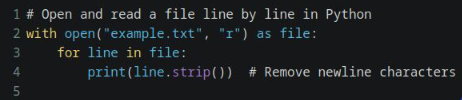 1 # Open and read a file line by line in Python
2 with open("example.txt", "r") as file:
3     for line in file:
4         print(line.strip())  # Remove newline characters
5